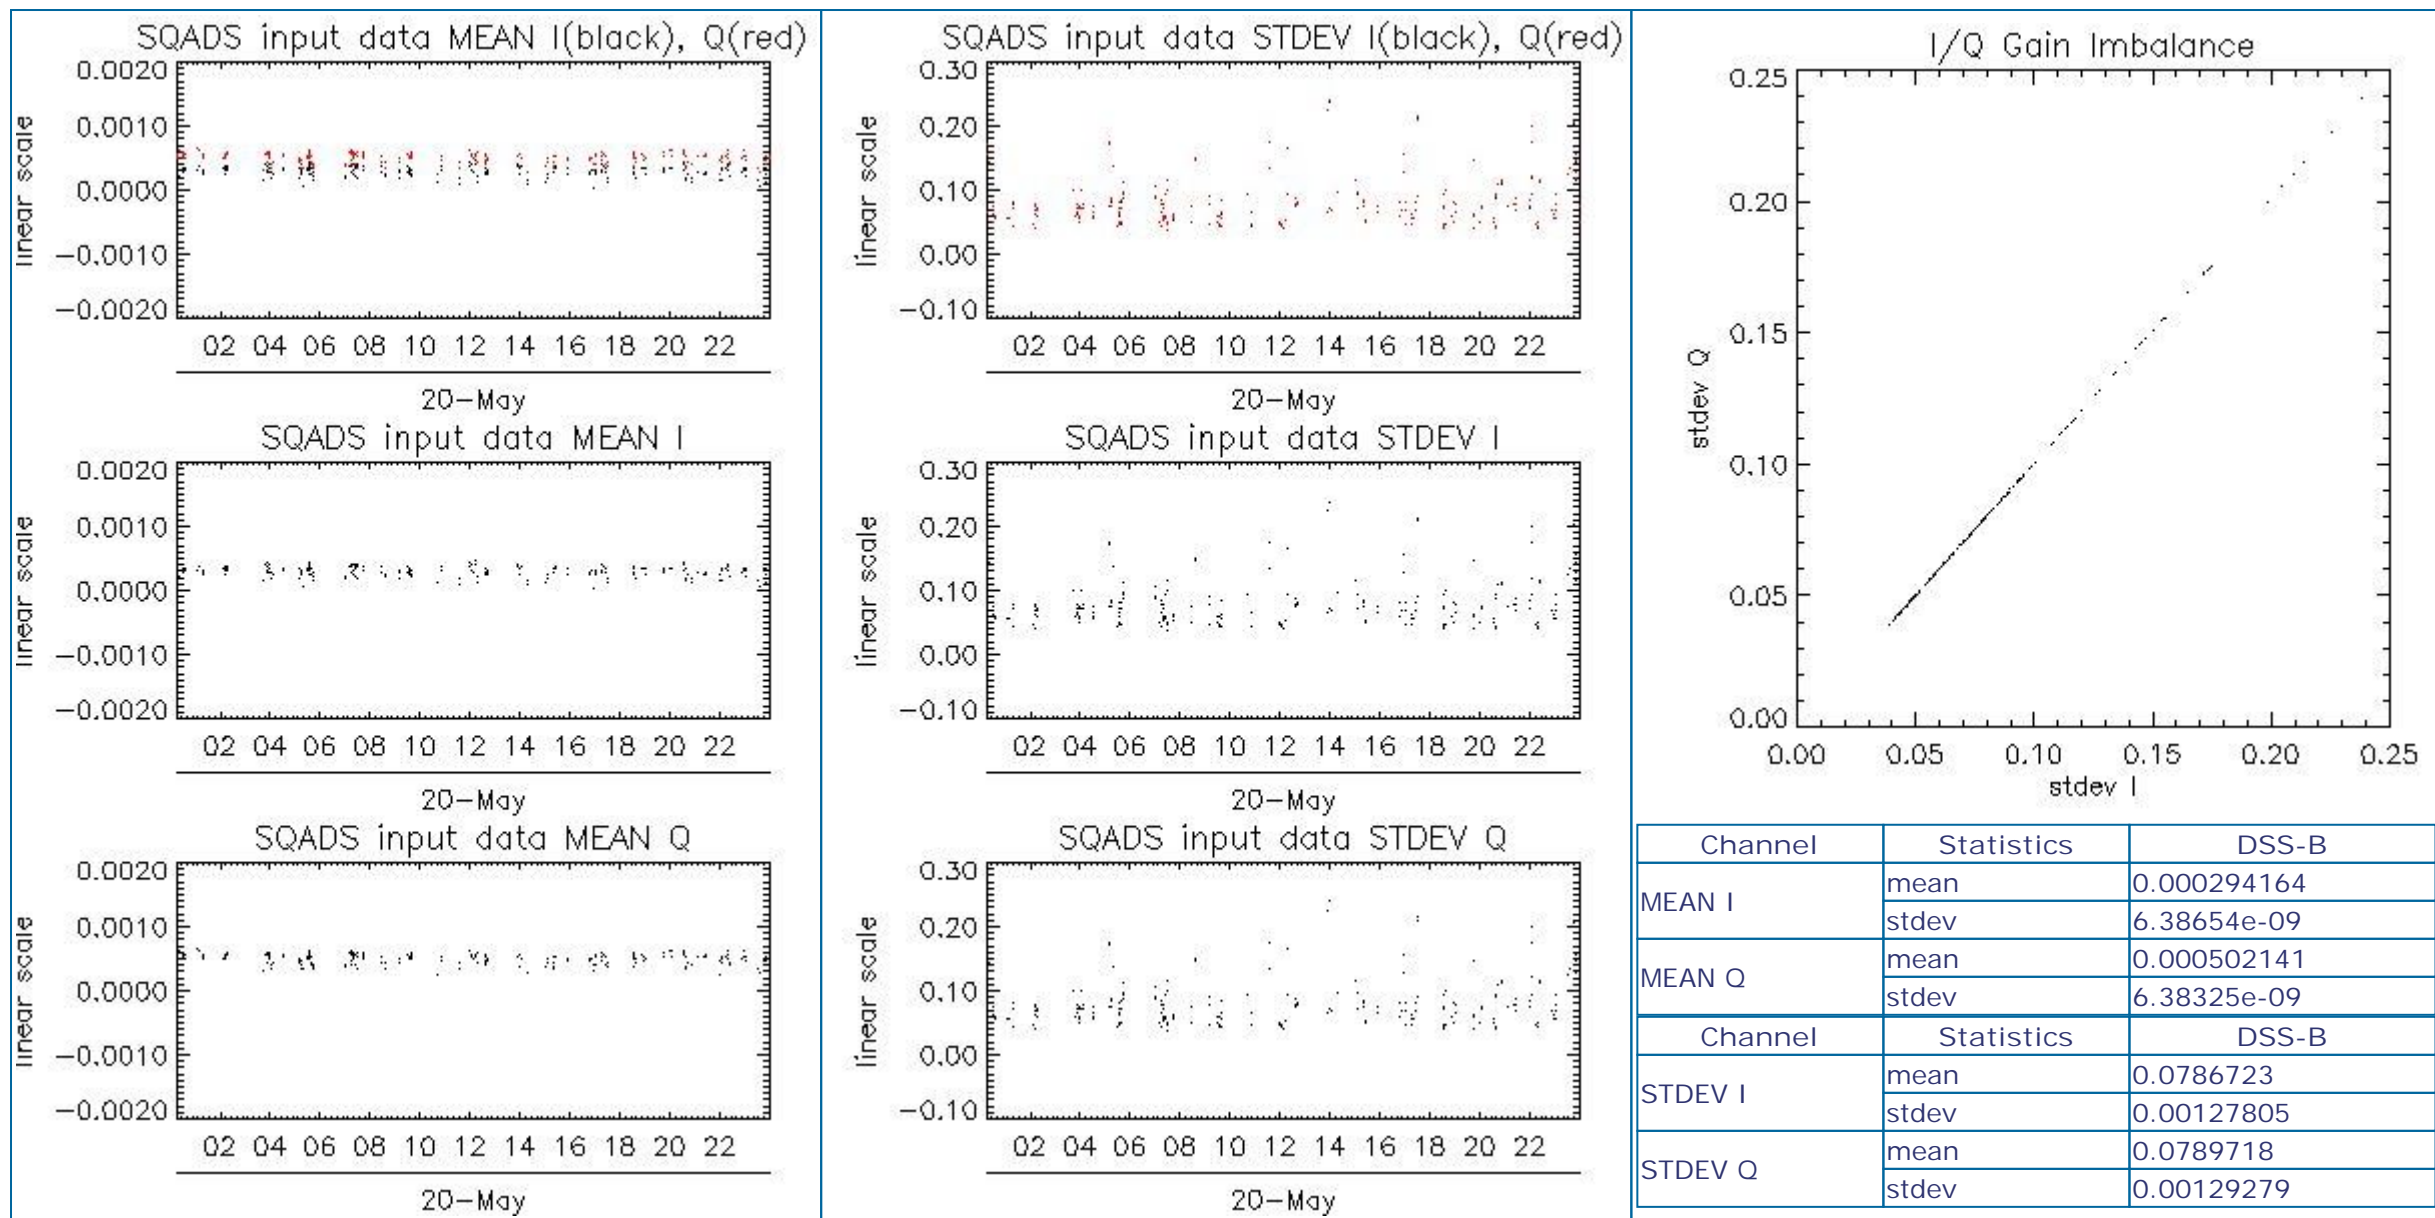 SQADS input data MEAN I(black), Q(red)
linear scale
0.0020
0.0010
0.0000
−0.0010
−0.0020
02 04 06 08 10 12 14 16 18 20 22
20−May
SQADS input data MEAN I
linear scale
0.0020
0.0010
0.0000
−0.0010
−0.0020
02 04 06 08 10 12 14 16 18 20 22
20−May
SQADS input data MEAN Q
linear scale
0.0020
0.0010
0.0000
−0.0010
−0.0020
02 04 06 08 10 12 14 16 18 20 22
20−May
SQADS input data STDEV I(black), Q(red)
linear scale
0.30
0.20
0.10
0.00
−0.10
02 04 06 08 10 12 14 16 18 20 22
20−May
SQADS input data STDEV I
linear scale
0.30
0.20
0.10
0.00
−0.10
02 04 06 08 10 12 14 16 18 20 22
20−May
SQADS input data STDEV Q
linear scale
0.30
0.20
0.10
0.00
−0.10
02 04 06 08 10 12 14 16 18 20 22
20−May
I/Q Gain Imbalance
stdev Q
0.25
0.20
0.15
0.10
0.05
0.00
0.00 0.05 0.10 0.15 0.20 0.25
stdev I
Channel Statistics DSS-B
MEAN I mean 0.000294164
stdev 6.38654e-09
MEAN Q mean 0.000502141
stdev 6.38325e-09
Channel Statistics DSS-B
STDEV I mean 0.0786723
stdev 0.00127805
STDEV Q mean 0.0789718
stdev 0.00129279